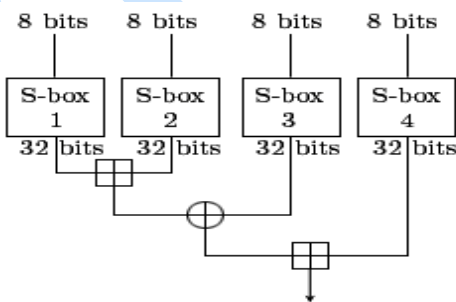 8 bits 8 bits 8 bits 8 bits
S-box S-box S-box S-box
1 2 3 4
32 bits 32 bits 32 bits 32 bits